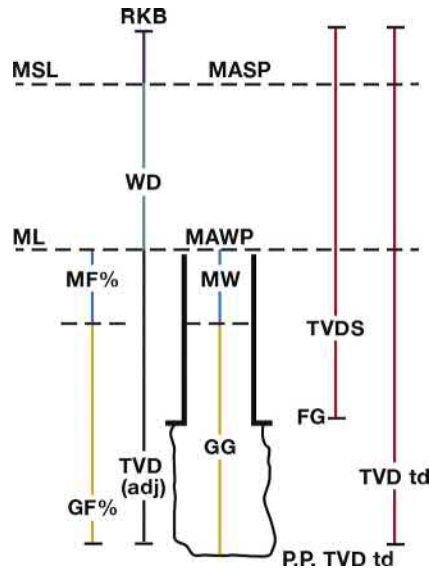 RKB
MSL
MASP
WD
ML
MAWP
MF%
MW
TVDS
FG
GG
TVD
(adj)
TVD td
GF%
P.P. TVD td